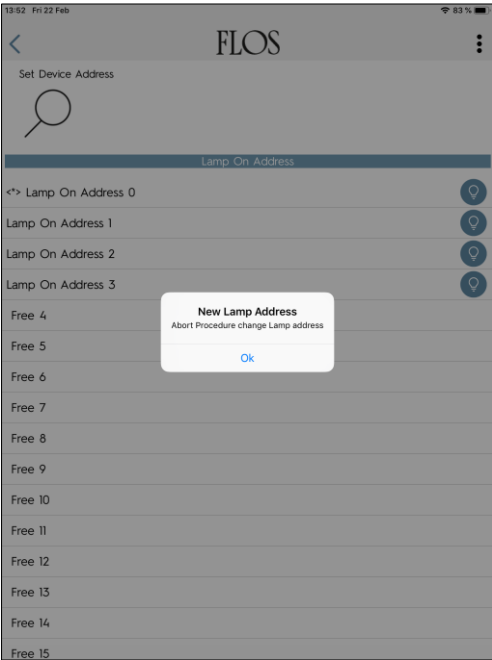 13:52 Fri 22 Feb 83 %
FLOS
Set Device Address
Lamp On Address
<*> Lamp On Address 0
Lamp On Address 1
Lamp On Address 2
Lamp On Address 3
Free 4
New Lamp Address
Abort Procedure change Lamp address
Ok
Free 5
Free 6
Free 7
Free 8
Free 9
Free 10
Free 11
Free 12
Free 13
Free 14
Free 15